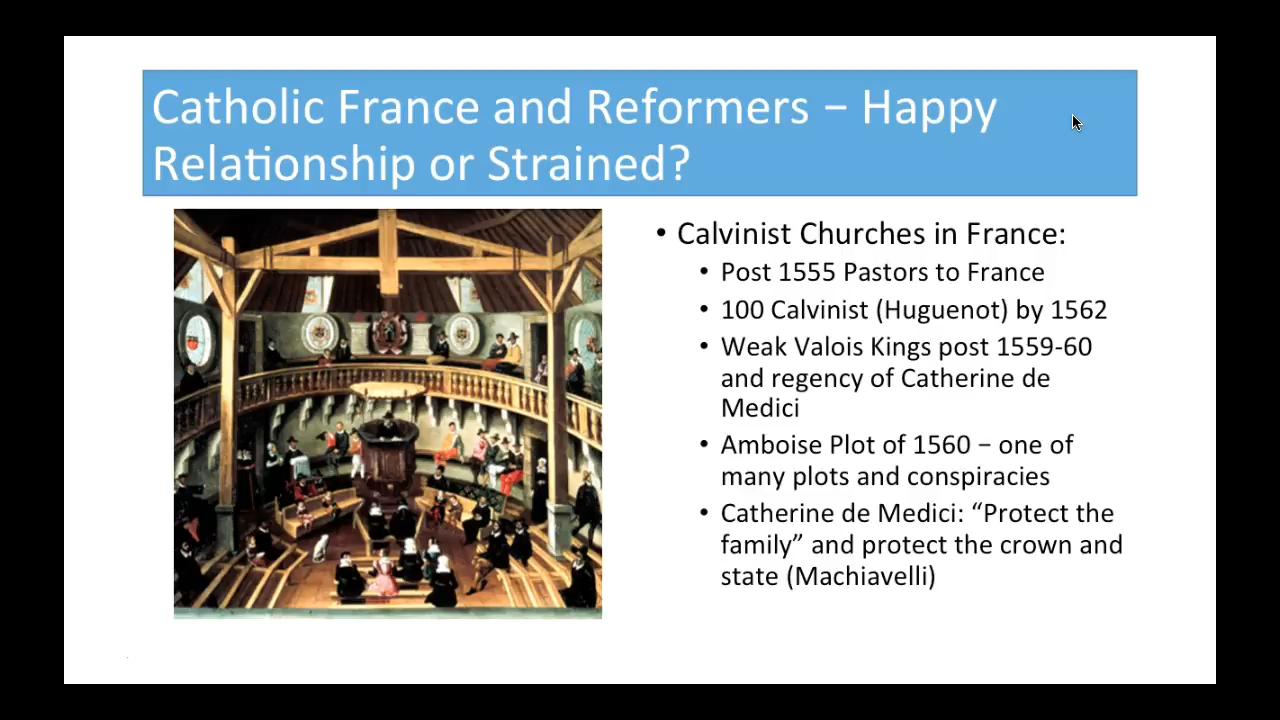 Catholic France and Reformers – Happy
Relationship or Strained?
• Calvinist Churches in France:
• Post 1555 Pastors to France
• 100 Calvinist (Huguenot) by 1562
• Weak Valois Kings post 1559-60
and regency of Catherine de
Medici
• Amboise Plot of 1560 – one of
many plots and conspiracies
• Catherine de Medici: “Protect the
family” and protect the crown and
state (Machiavelli)